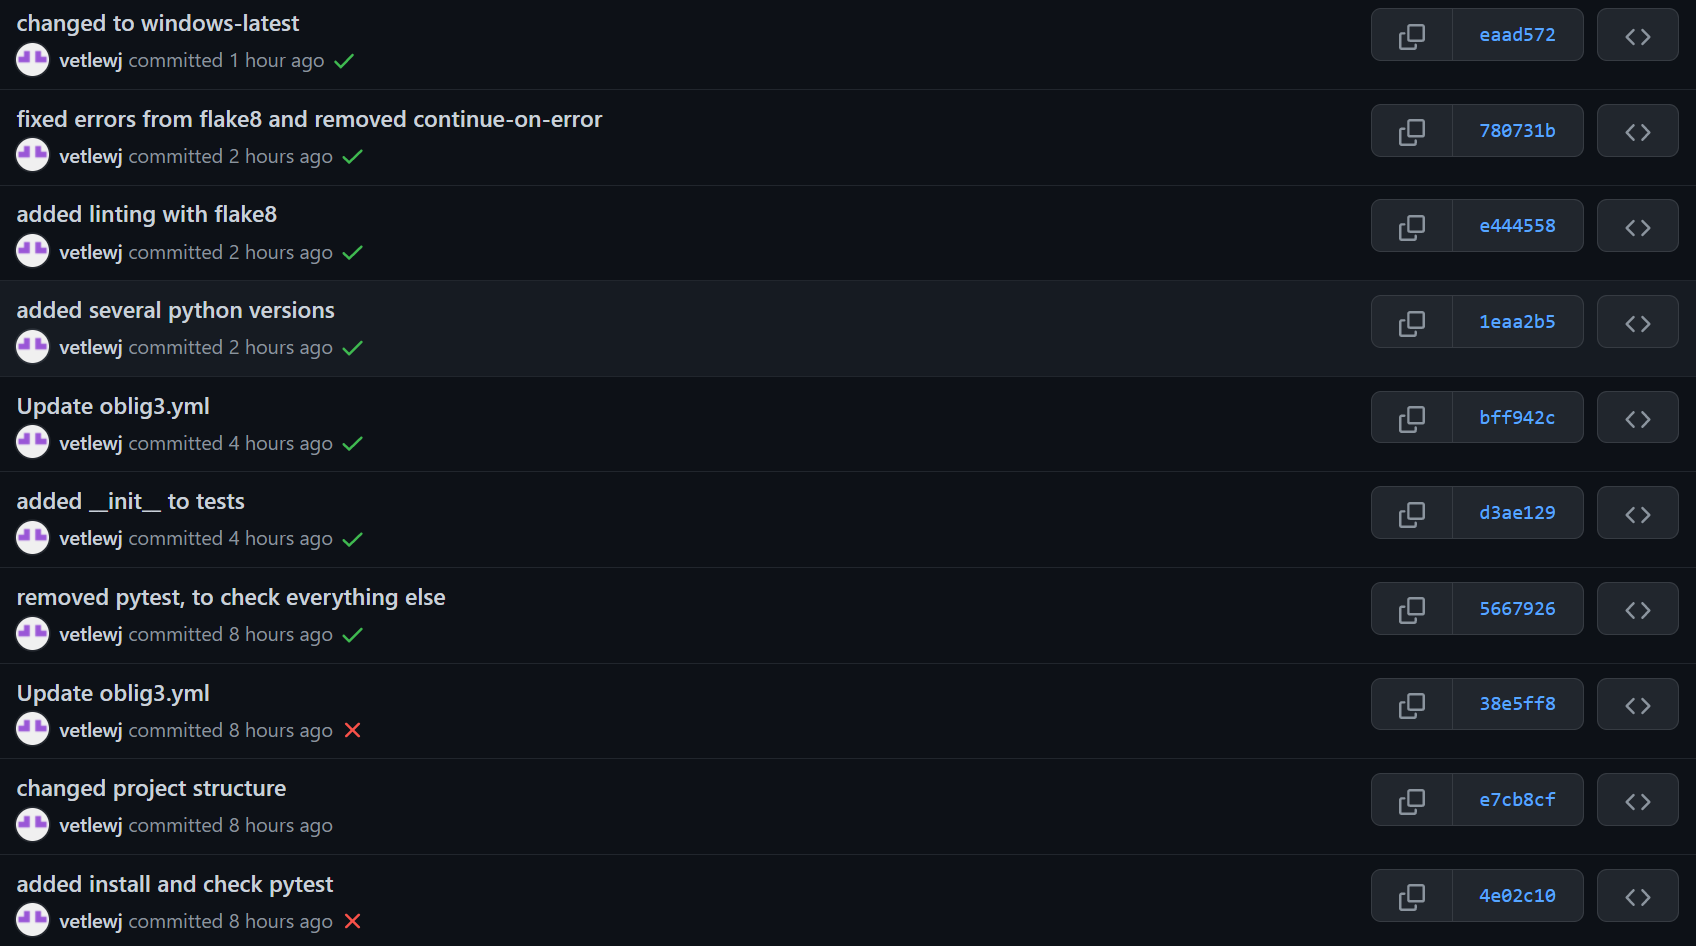 changed to windows-latest
eaad572
vetlewj committed 1 hour ago
fixed errors from flake8 and removed continue-on-error
780731b
vetlewj committed 2 hours ago
added linting with flake8
e444558
vetlewj committed 2 hours ago
added several python versions
1eaa2b5
vetlewj committed 2 hours ago
Update oblig3.yml
bff942c
vetlewj committed 4 hours ago
added __init__ to tests
d3ae129
vetlewj committed 4 hours ago
removed pytest, to check everything else
5667926
vetlewj committed 8 hours ago
Update oblig3.yml
38e5ff8
vetlewj committed 8 hours ago
changed project structure
e7cb8cf
vetlewj committed 8 hours ago
added install and check pytest
4e02c10
vetlewj committed 8 hours ago